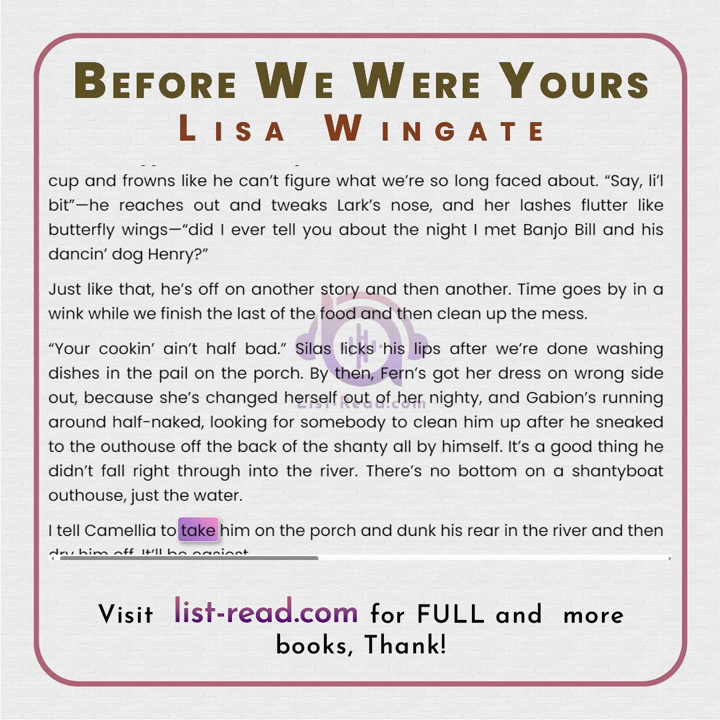 BEFORE WE WERE YOURS
LISA WINGATE
cup and frowns like he can’t figure what we’re so long faced about. “Say, li’l
bit”—he reaches out and tweaks Lark’s nose, and her lashes flutter like
butterfly wings—“did I ever tell you about the night I met Banjo Bill and his
dancin’ dog Henry?”
Just like that, he’s off on another story and then another. Time goes by in a
wink while we finish the last of the food and then clean up the mess.
“Your cookin’ ain’t half bad.” Silas licks his lips after we’re done washing
dishes in the pail on the porch. By then, Fern’s got her dress on wrong side
out, because she’s changed herself out of her nighty, and Gabion’s running
List-Read.com
around half-naked, looking for somebody to clean him up after he sneaked
to the outhouse off the back of the shanty all by himself. It’s a good thing he
didn’t fall right through into the river. There’s no bottom on a shantyboat
outhouse, just the water.
I tell Camellia to take him on the porch and dunk his rear in the river and then
dry him off. It’ll be easiest
Visit list-read.com for FULL and more
books, Thank!